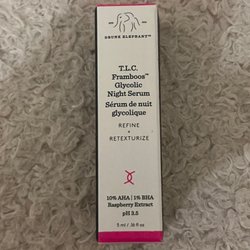 DRUNK ELEPHANT™
T.L.C.
Framboos™
Glycolic
Night Serum
Sérum de nuit
glycolique
REFINE
+
RETEXTURIZE
10% AHA | 1% BHA
Raspberry Extract
pH 3.5
5 ml / .16 fl oz